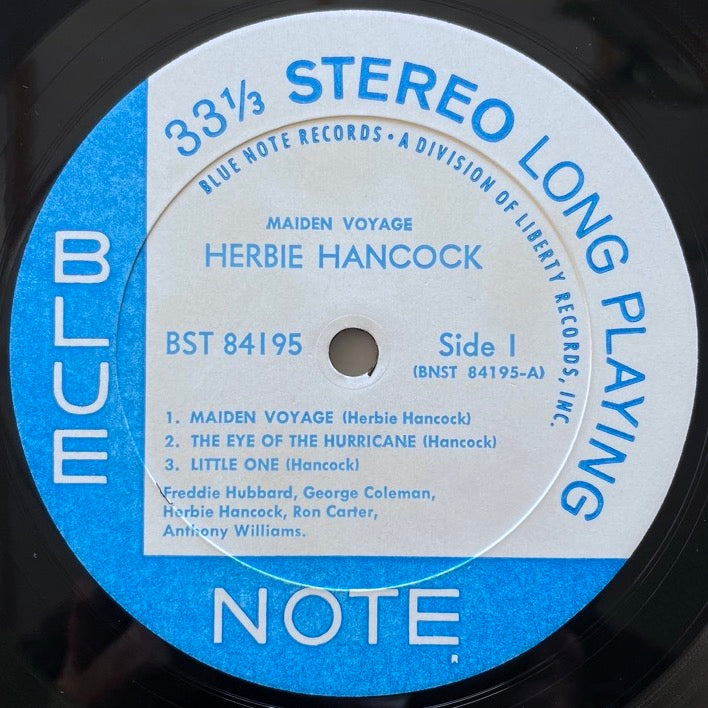 33⅓ STEREO LONG PLAYING
BLUE NOTE RECORDS • A DIVISION OF LIBERTY RECORDS, INC.
MAIDEN VOYAGE
HERBIE HANCOCK
BST 84195
Side 1
(BNST 84195-A)
1. MAIDEN VOYAGE (Herbie Hancock)
2. THE EYE OF THE HURRICANE (Hancock)
3. LITTLE ONE (Hancock)
Freddie Hubbard, George Coleman,
Herbie Hancock, Ron Carter,
Anthony Williams.
BLUE
NOTE
R